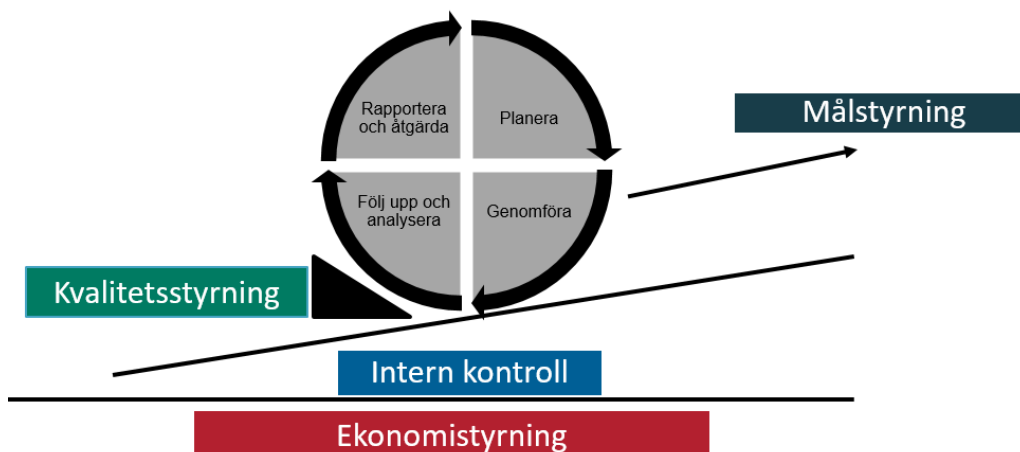 Rapportera
och åtgärda
Planera
Målstyrning
Följ upp och
analysera
Genomföra
Kvalitetsstyrning
Intern kontroll
Ekonomistyrning